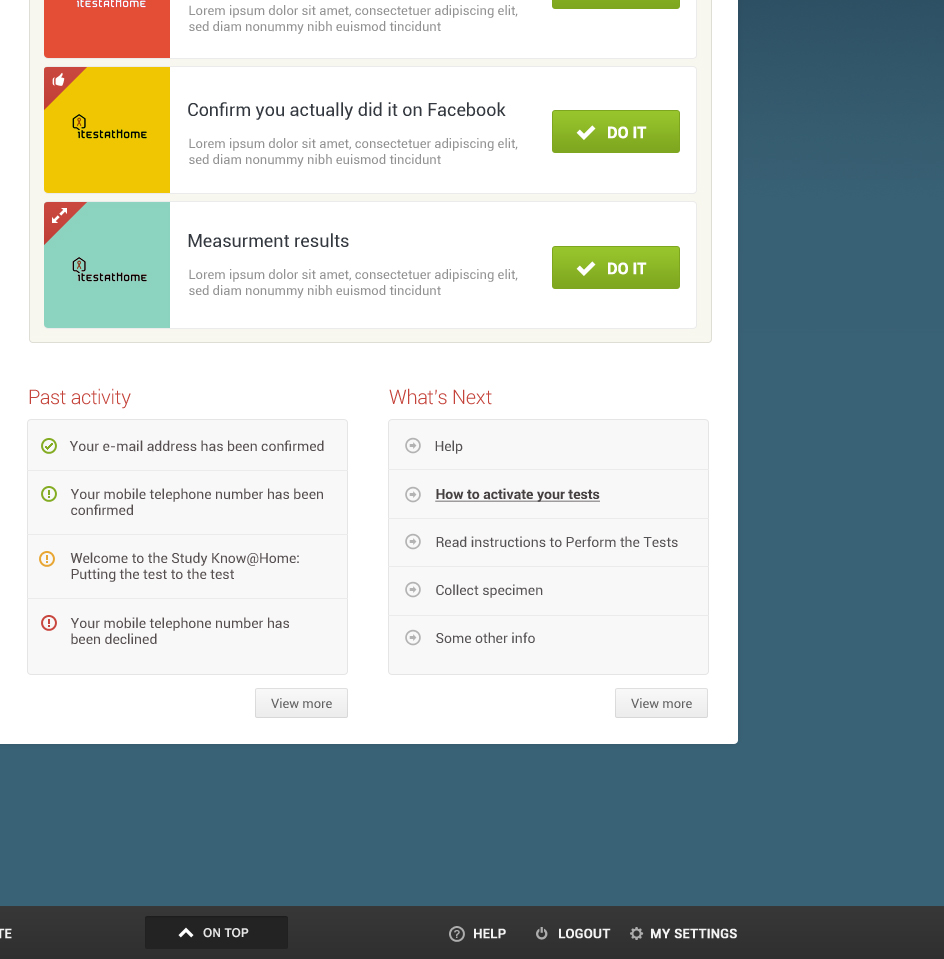 itestatHome
Lorem ipsum dolor sit amet, consectetuer adipiscing elit,
sed diam nonummy nibh euismod tincidunt
Confirm you actually did it on Facebook
itestatHome
Lorem ipsum dolor sit amet, consectetuer adipiscing elit,
sed diam nonummy nibh euismod tincidunt
DO IT
Measurment results
itestatHome
Lorem ipsum dolor sit amet, consectetuer adipiscing elit,
sed diam nonummy nibh euismod tincidunt
DO IT
Past activity
Your e-mail address has been confirmed
Your mobile telephone number has been
confirmed
Welcome to the Study Know@Home:
Putting the test to the test
Your mobile telephone number has
been declined
View more
What's Next
Help
How to activate your tests
Read instructions to Perform the Tests
Collect specimen
Some other info
View more
ON TOP
HELP
LOGOUT
MY SETTINGS